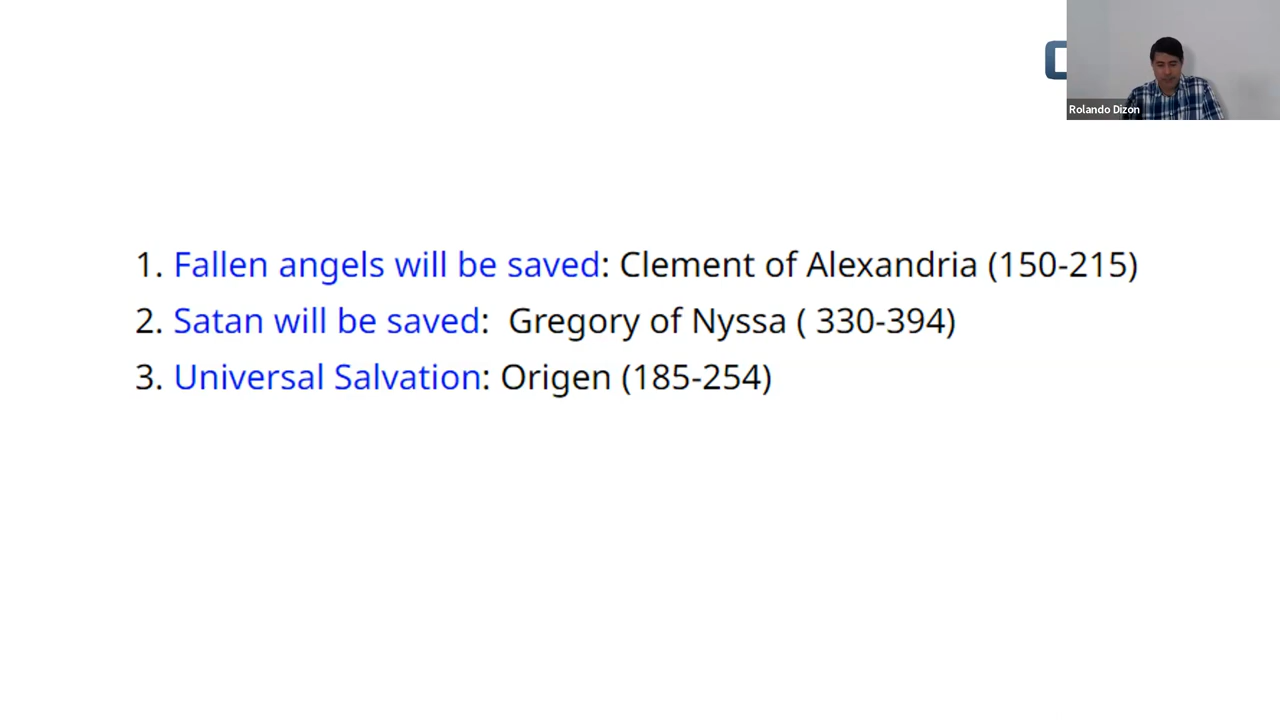 Rolando Dizon
1. Fallen angels will be saved: Clement of Alexandria (150-215)
2. Satan will be saved:  Gregory of Nyssa ( 330-394)
3. Universal Salvation: Origen (185-254)